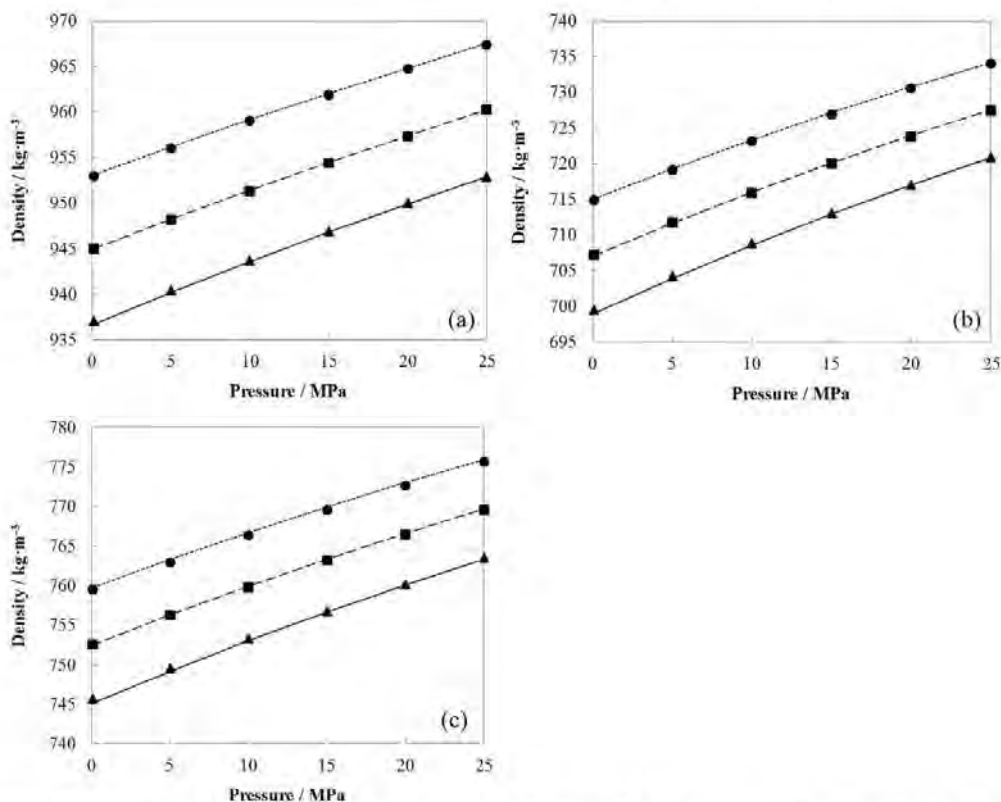 970
965
960
955
950
945
940
935
Density / kg·m⁻³
0 5 10 15 20 25
Pressure / MPa
(a)
740
735
730
725
720
715
710
705
700
695
Density / kg·m⁻³
0 5 10 15 20 25
Pressure / MPa
(b)
780
775
770
765
760
755
750
745
740
Density / kg·m⁻³
0 5 10 15 20 25
Pressure / MPa
(c)